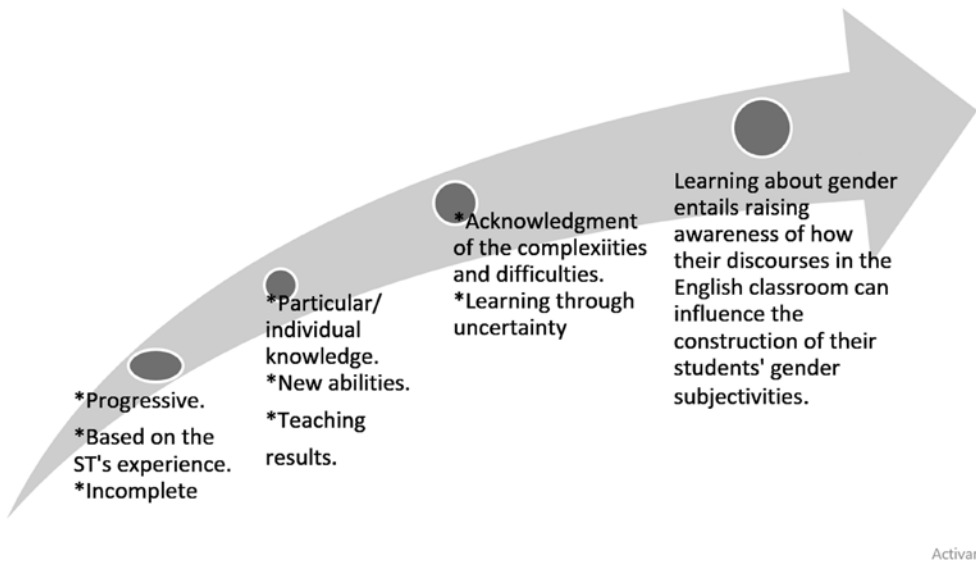 *Progressive.
*Based on the
ST's experience.
*Incomplete
*Particular/
individual
knowledge.
*New abilities.
*Teaching
results.
*Acknowledgment
of the complexiities
and difficulties.
*Learning through
uncertainty
Learning about gender
entails raising
awareness of how
their discourses in the
English classroom can
influence the
construction of their
students' gender
subjectivities.
Activar